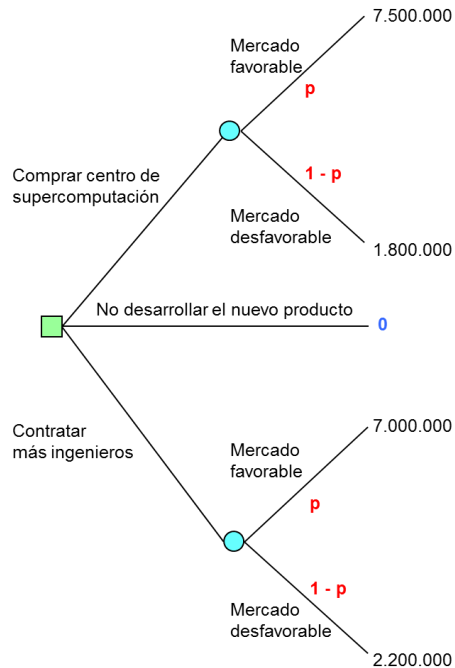 7.500.000
Mercado
favorable
p
Comprar centro de
supercomputación
1 - p
Mercado
desfavorable
1.800.000
No desarrollar el nuevo producto
0
Contratar
más ingenieros
7.000.000
Mercado
favorable
p
1 - p
Mercado
desfavorable
2.200.000